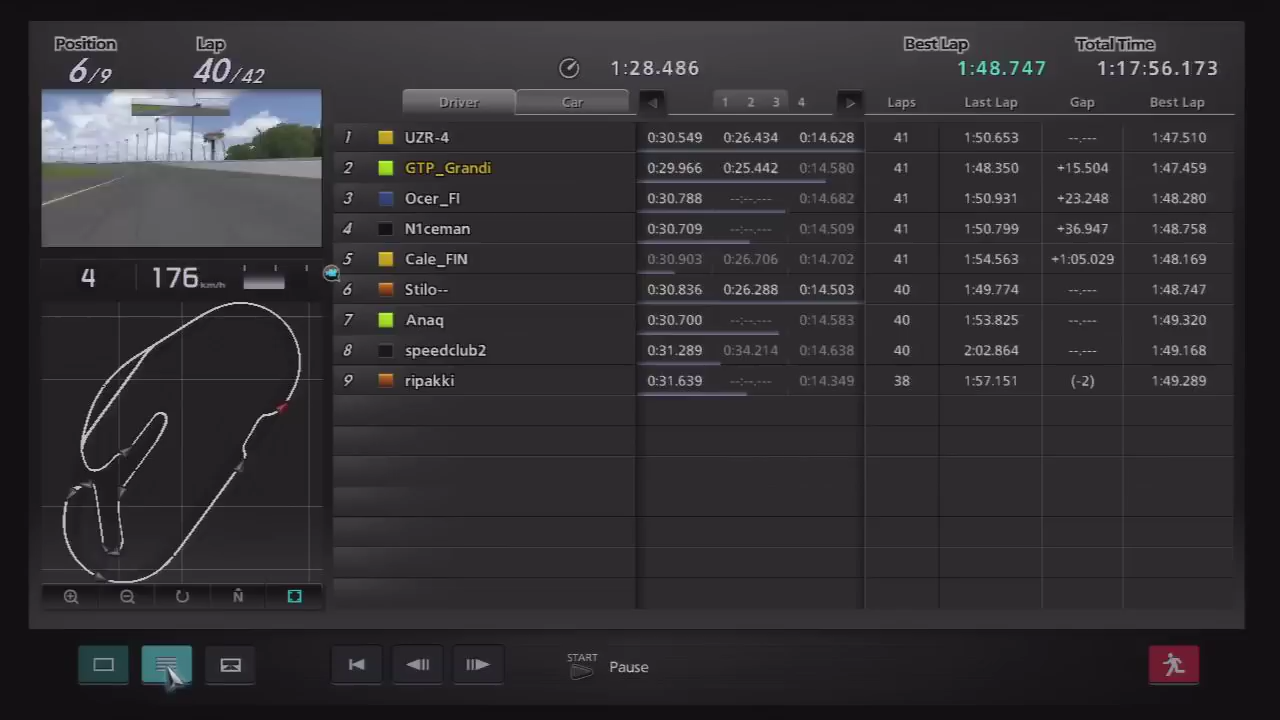 Position Lap Best Lap Total Time
6/9 40/42 1:28.486 1:48.747 1:17:56.173
Driver Car 1 2 3 4 Laps Last Lap Gap Best Lap
1 UZR-4 0:30.549 0:26.434 0:14.628 41 1:50.653 --.--- 1:47.510
2 GTP_Grandi 0:29.966 0:25.442 0:14.580 41 1:48.350 +15.504 1:47.459
3 Ocer_FI 0:30.788 --:--.--- 0:14.682 41 1:50.931 +23.248 1:48.280
4 N1ceman 0:30.709 --:--.--- 0:14.509 41 1:50.799 +36.947 1:48.758
5 Cale_FIN 0:30.903 0:26.706 0:14.702 41 1:54.563 +1:05.029 1:48.169
6 Stilo-- 0:30.836 0:26.288 0:14.503 40 1:49.774 --.--- 1:48.747
7 Anaq 0:30.700 --:--.--- 0:14.583 40 1:53.825 --.--- 1:49.320
8 speedclub2 0:31.289 0:34.214 0:14.638 40 2:02.864 --.--- 1:49.168
9 ripakki 0:31.639 --:--.--- 0:14.349 38 1:57.151 (-2) 1:49.289
4 176 km/h
N
START
Pause